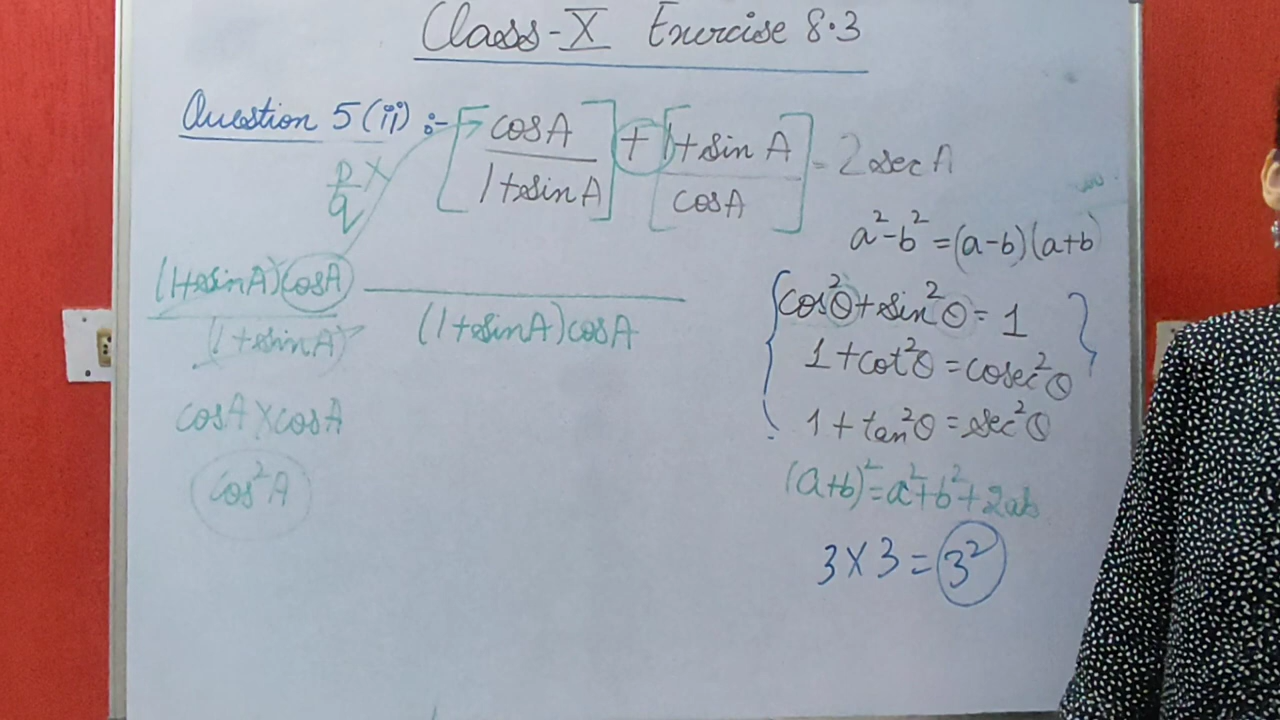 Class-X Exercise 8.3
Question 5(ii) :- [cosA/1+sinA] + [1+sinA/cosA] = 2secA
p/q ×
a²-b² = (a-b)(a+b)
(1+sinA)(cosA)/(1+sinA)
(1+sinA)cosA
cosA × cosA
cos²A
cos²θ+sin²θ = 1
1+cot²θ = cosec²θ
1+tan²θ = sec²θ
(a+b)² = a²+b²+2ab
3×3 = 3²